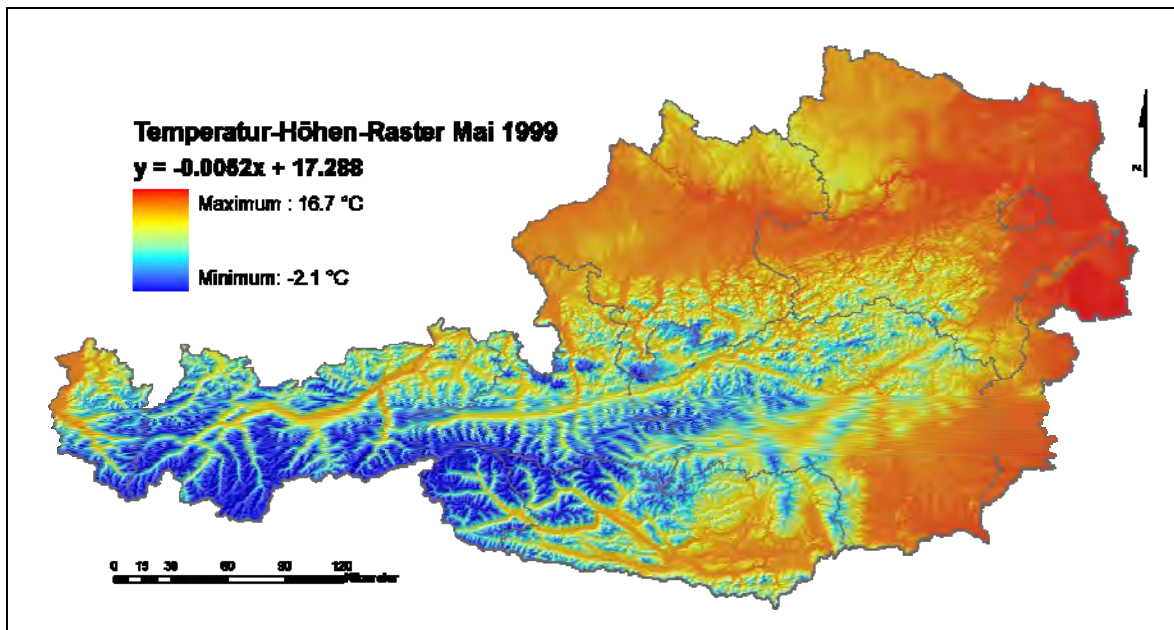 Temperatur-Höhen-Raster Mai 1999
y = -0.0052x + 17.288
Maximum : 16.7 °C
Minimum: -2.1 °C
N
0 15 30 60 90 120
Kilometer